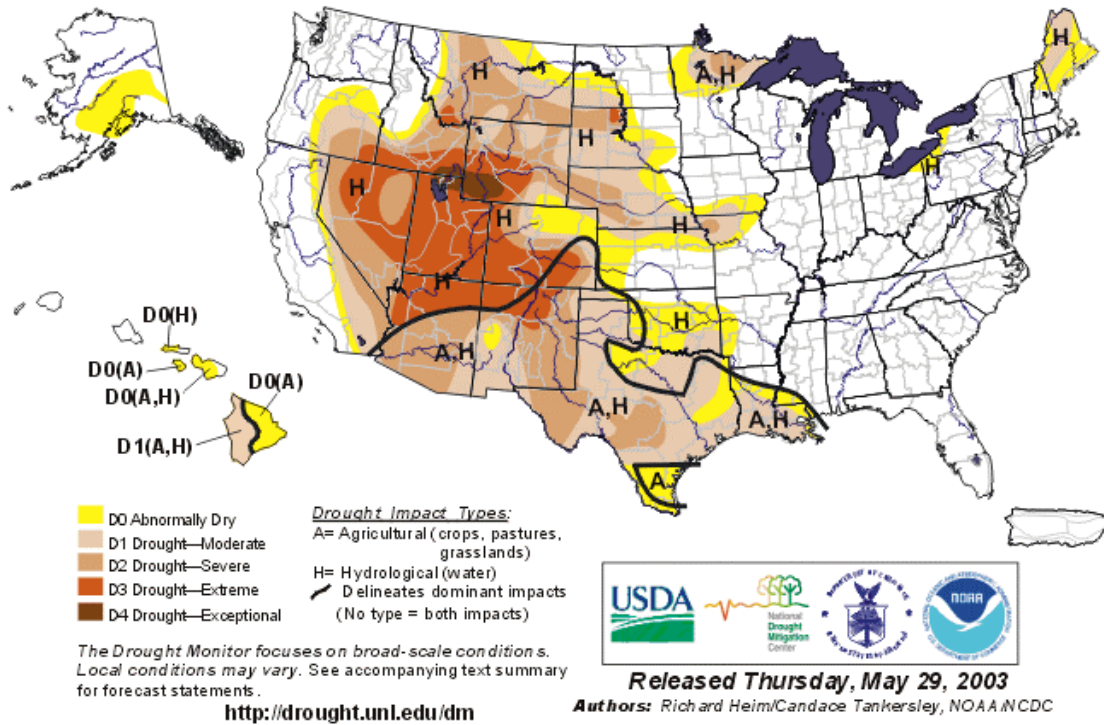 H
A,H
H
H
H
H
H
H
H
H
A,H
A,H
A,H
A
D0(H)
D0(A)
D0(A,H)
D0(A)
D1(A,H)
D0 Abnormally Dry
D1 Drought—Moderate
D2 Drought—Severe
D3 Drought—Extreme
D4 Drought—Exceptional
Drought Impact Types:
A= Agricultural (crops, pastures,
grasslands)
H= Hydrological (water)
Delineates dominant impacts
(No type = both impacts)
The Drought Monitor focuses on broad-scale conditions.
Local conditions may vary. See accompanying text summary
for forecast statements.
http://drought.unl.edu/dm
USDA
National
Drought
Mitigation
Center
NOAA
Released Thursday, May 29, 2003
Authors: Richard Heim/Candace Tankersley, NOAA/NCDC